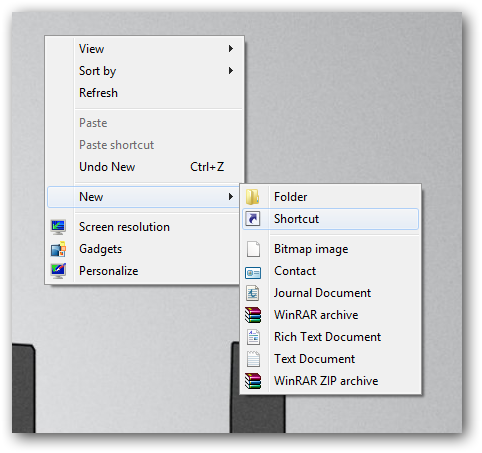 View
Sort by
Refresh
Paste
Paste shortcut
Undo New Ctrl+Z
New
Screen resolution
Gadgets
Personalize
Folder
Shortcut
Bitmap image
Contact
Journal Document
WinRAR archive
Rich Text Document
Text Document
WinRAR ZIP archive